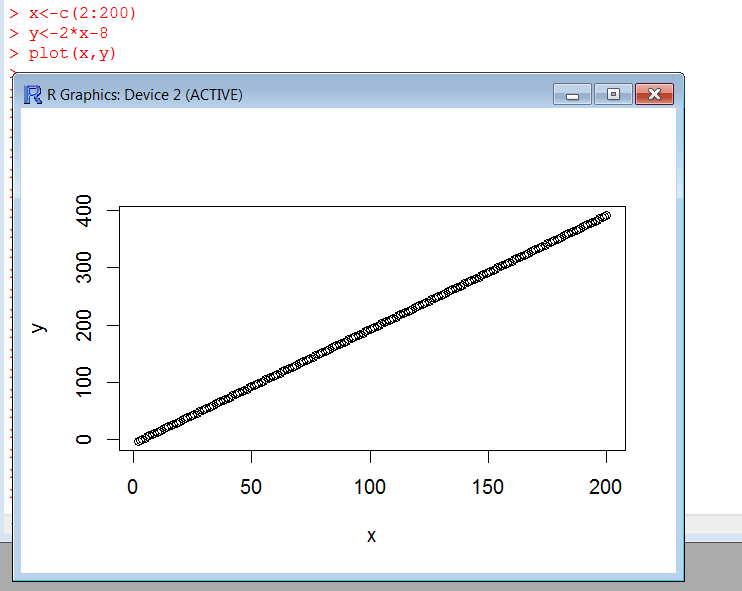 > x<-c(2:200)
> y<-2*x-8
> plot(x,y)
>
R Graphics: Device 2 (ACTIVE)
400
300
200
100
0
y
0 50 100 150 200
x